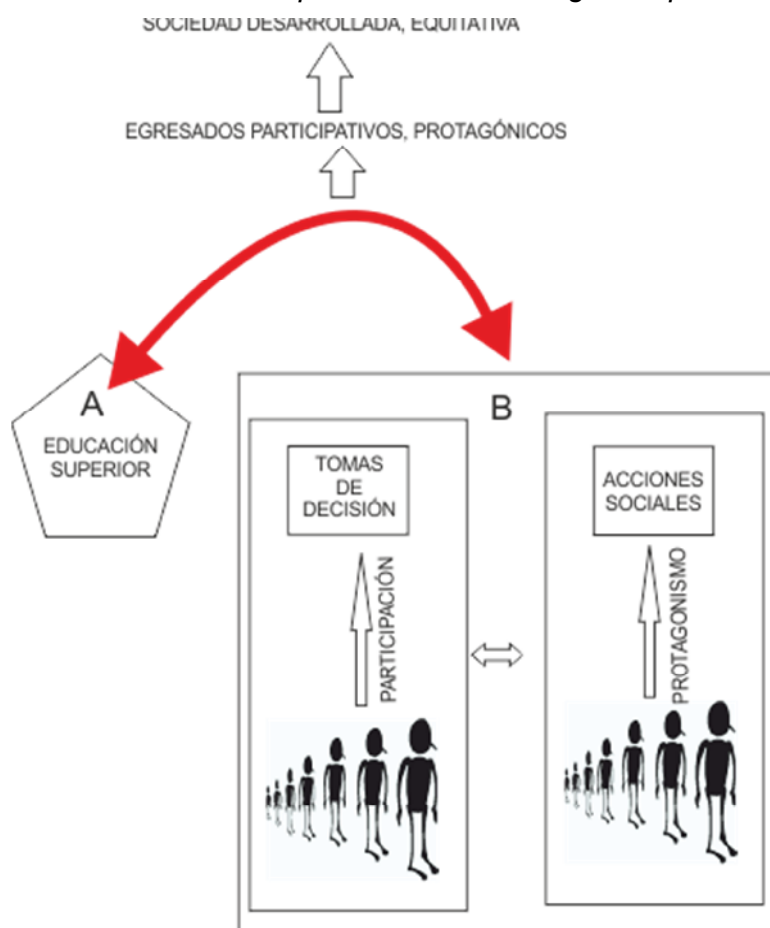 SOCIEDAD DESARROLLADA, EQUITATIVA
EGRESADOS PARTICIPATIVOS, PROTAGÓNICOS
A
EDUCACIÓN
SUPERIOR
B
TOMAS
DE
DECISIÓN
PARTICIPACIÓN
ACCIONES
SOCIALES
PROTAGONISMO